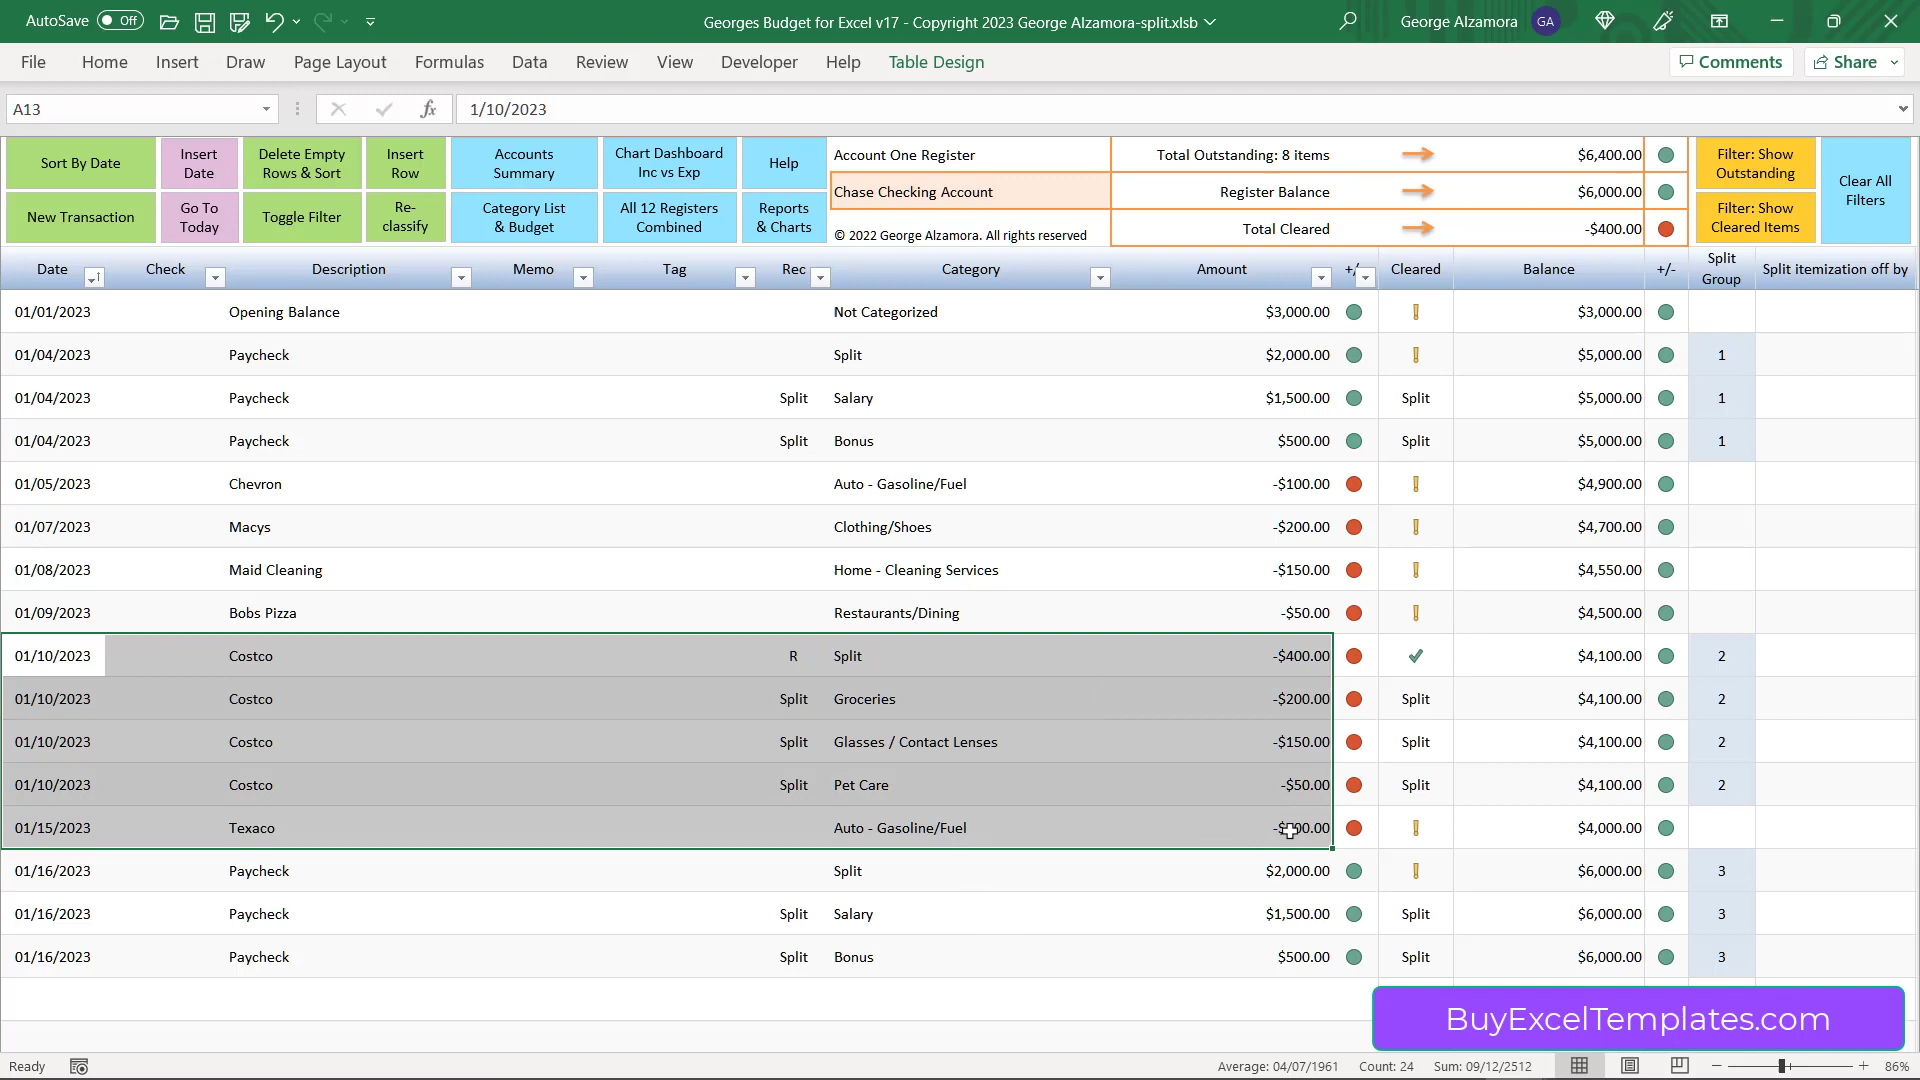 AutoSave Off
Georges Budget for Excel v17 - Copyright 2023 George Alzamora-split.xlsb
George Alzamora GA
File Home Insert Draw Page Layout Formulas Data Review View Developer Help Table Design
Comments Share
A13 fx 1/10/2023
Sort By Date
Insert
Date
Delete Empty
Rows & Sort
Insert
Row
Accounts
Summary
Chart Dashboard
Inc vs Exp
Help
New Transaction
Go To
Today
Toggle Filter
Re-
classify
Category List
& Budget
All 12 Registers
Combined
Reports
& Charts
Account One Register
Chase Checking Account
© 2022 George Alzamora. All rights reserved
Total Outstanding: 8 items $6,400.00
Register Balance $6,000.00
Total Cleared -$400.00
Filter: Show
Outstanding
Filter: Show
Cleared Items
Clear All
Filters
Date Check Description Memo Tag Rec Category Amount +/ Cleared Balance +/- Split Group Split itemization off by
01/01/2023 Opening Balance Not Categorized $3,000.00 $3,000.00
01/04/2023 Paycheck Split $2,000.00 $5,000.00 1
01/04/2023 Paycheck Split Salary $1,500.00 Split $5,000.00 1
01/04/2023 Paycheck Split Bonus $500.00 Split $5,000.00 1
01/05/2023 Chevron Auto - Gasoline/Fuel -$100.00 $4,900.00
01/07/2023 Macys Clothing/Shoes -$200.00 $4,700.00
01/08/2023 Maid Cleaning Home - Cleaning Services -$150.00 $4,550.00
01/09/2023 Bobs Pizza Restaurants/Dining -$50.00 $4,500.00
01/10/2023 Costco R Split -$400.00 $4,100.00 2
01/10/2023 Costco Split Groceries -$200.00 Split $4,100.00 2
01/10/2023 Costco Split Glasses / Contact Lenses -$150.00 Split $4,100.00 2
01/10/2023 Costco Split Pet Care -$50.00 Split $4,100.00 2
01/15/2023 Texaco Auto - Gasoline/Fuel $4,000.00
01/16/2023 Paycheck Split $2,000.00 $6,000.00 3
01/16/2023 Paycheck Split Salary $1,500.00 Split $6,000.00 3
01/16/2023 Paycheck Split Bonus $500.00 Split $6,000.00 3
BuyExcelTemplates.com
Ready Average: 04/07/1961 Count: 24 Sum: 09/12/2512 86%